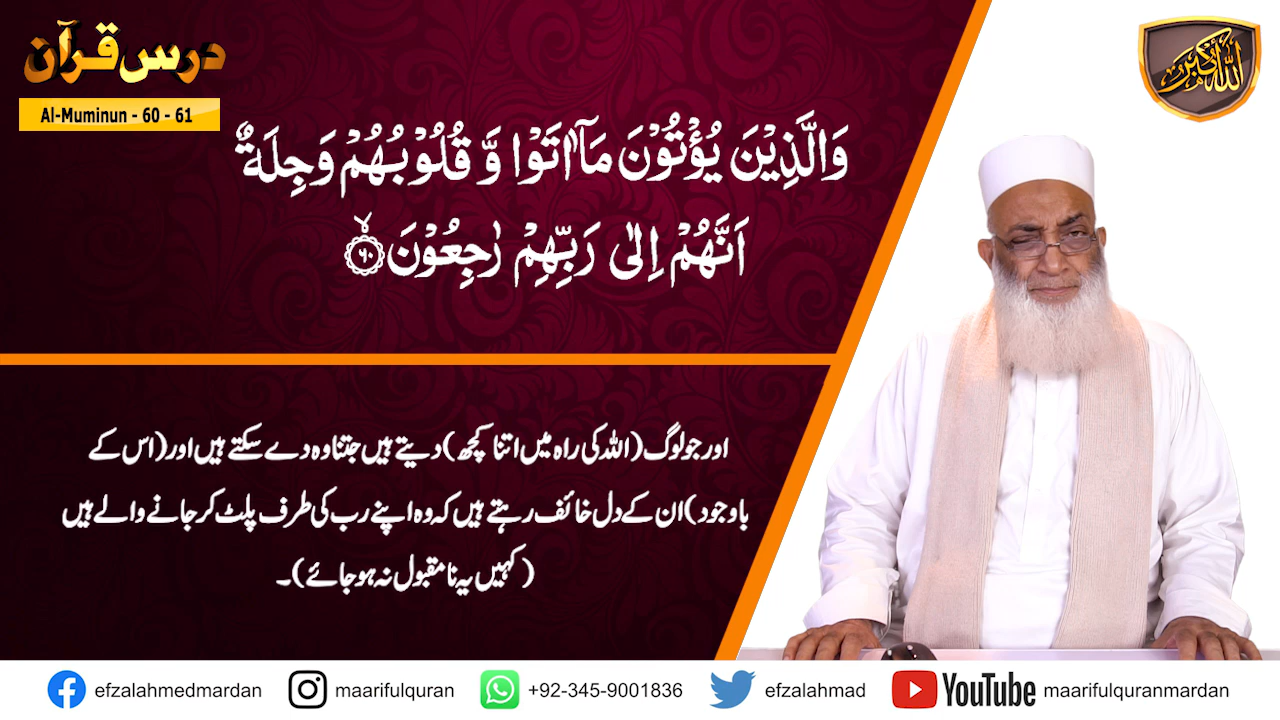 درس قرآن
Al-Muminun - 60 - 61
اللہ اکبر
وَالَّذِيْنَ يُؤْتُوْنَ مَاۤ اٰتَوْا وَّ قُلُوْبُهُمْ وَجِلَةٌ
اَنَّهُمْ اِلٰى رَبِّهِمْ رٰجِعُوْنَ ۙ۶۰
اور جو لوگ (اللہ کی راہ میں اتنا کچھ) دیتے ہیں جتنا وہ دے سکتے ہیں اور (اس کے
باوجود) ان کے دل خائف رہتے ہیں کہ وہ اپنے رب کی طرف پلٹ کر جانے والے ہیں
(کہیں یہ نامقبول نہ ہو جائے)۔
efzalahmedmardan maarifulquran +92-345-9001836 efzalahmad YouTube maarifulquranmardan